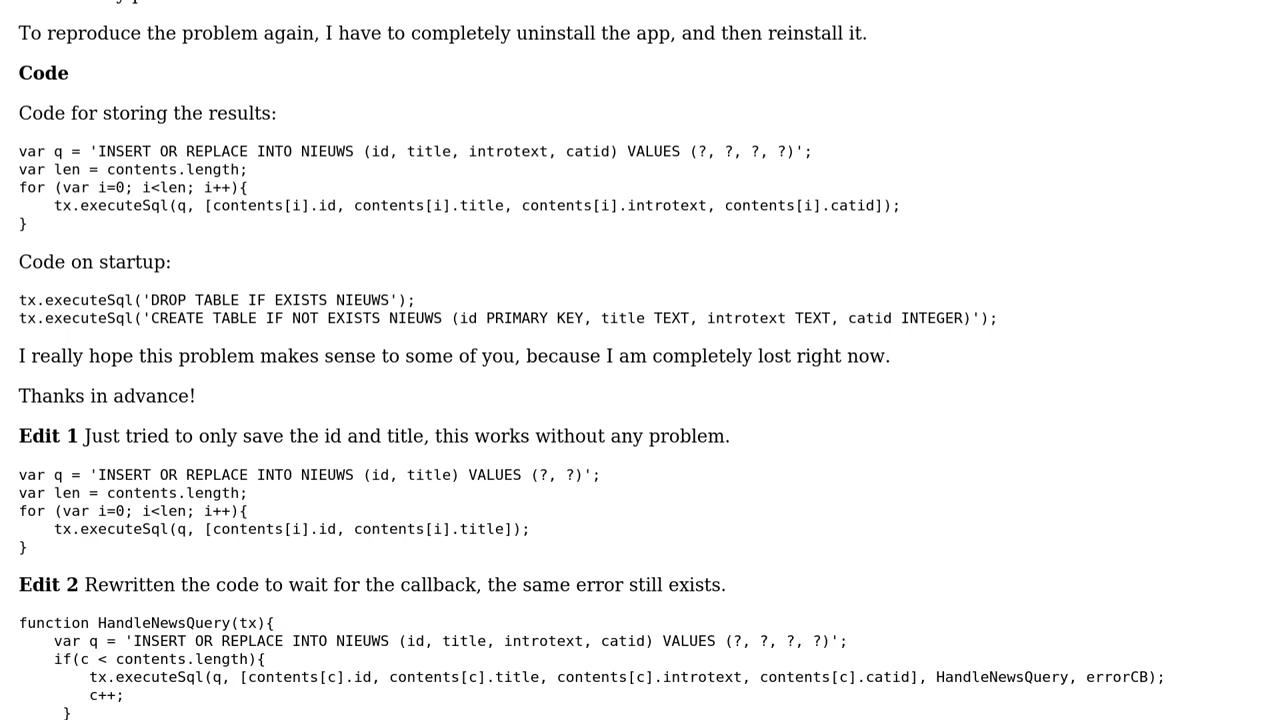 To reproduce the problem again, I have to completely uninstall the app, and then reinstall it.
Code
Code for storing the results:
var q = 'INSERT OR REPLACE INTO NIEUWS (id, title, introtext, catid) VALUES (?, ?, ?, ?)';
var len = contents.length;
for (var i=0; i<len; i++){
    tx.executeSql(q, [contents[i].id, contents[i].title, contents[i].introtext, contents[i].catid]);
}
Code on startup:
tx.executeSql('DROP TABLE IF EXISTS NIEUWS');
tx.executeSql('CREATE TABLE IF NOT EXISTS NIEUWS (id PRIMARY KEY, title TEXT, introtext TEXT, catid INTEGER)');
I really hope this problem makes sense to some of you, because I am completely lost right now.
Thanks in advance!
Edit 1 Just tried to only save the id and title, this works without any problem.
var q = 'INSERT OR REPLACE INTO NIEUWS (id, title) VALUES (?, ?)';
var len = contents.length;
for (var i=0; i<len; i++){
    tx.executeSql(q, [contents[i].id, contents[i].title]);
}
Edit 2 Rewritten the code to wait for the callback, the same error still exists.
function HandleNewsQuery(tx){
    var q = 'INSERT OR REPLACE INTO NIEUWS (id, title, introtext, catid) VALUES (?, ?, ?, ?)';
    if(c < contents.length){
        tx.executeSql(q, [contents[c].id, contents[c].title, contents[c].introtext, contents[c].catid], HandleNewsQuery, errorCB);
        c++;
     }